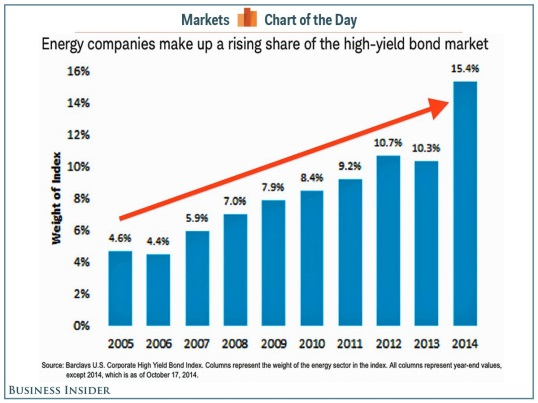 Markets Chart of the Day
Energy companies make up a rising share of the high-yield bond market
Weight of Index
16%
14%
12%
10%
8%
6%
4%
2%
0%
4.6%
4.4%
5.9%
7.0%
7.9%
8.4%
9.2%
10.7%
10.3%
15.4%
2005 2006 2007 2008 2009 2010 2011 2012 2013 2014
Source: Barclays U.S. Corporate High Yield Bond Index. Columns represent the weight of the energy sector in the index. All columns represent year-end values,
except 2014, which is as of October 17, 2014.
BUSINESS INSIDER